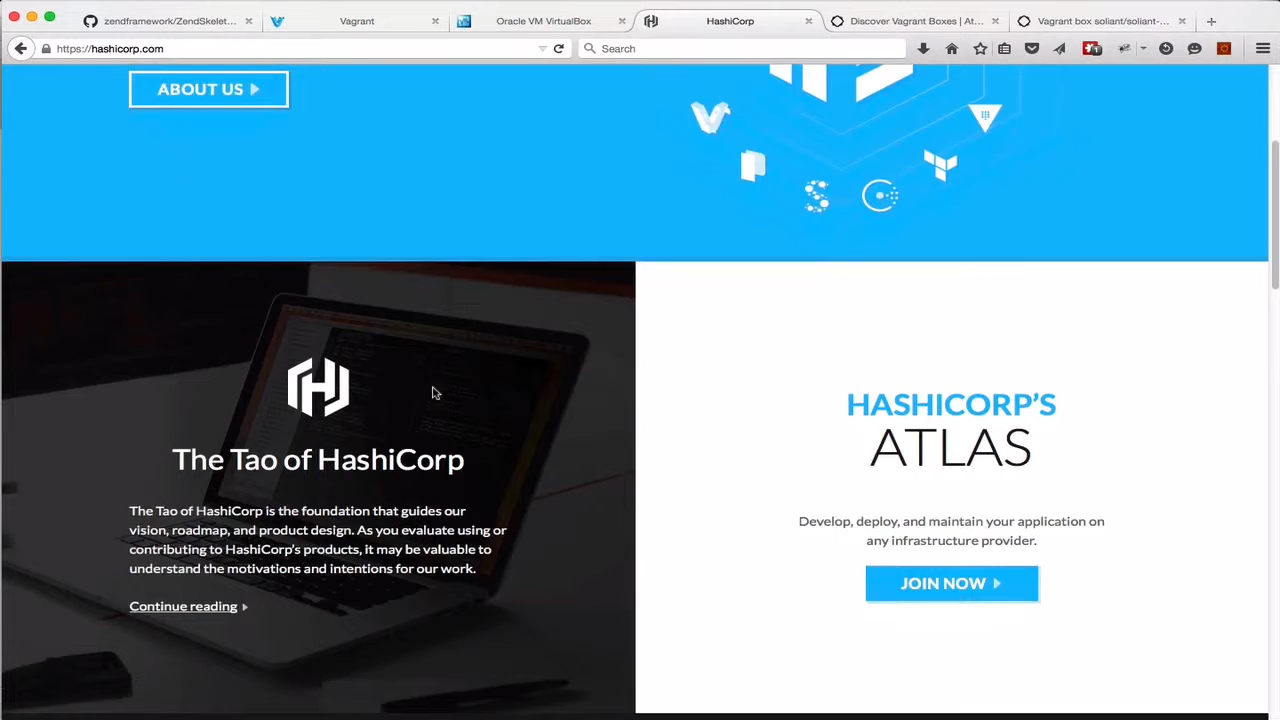 zendframework/ZendSkelet...
Vagrant
Oracle VM VirtualBox
HashiCorp
Discover Vagrant Boxes | At...
Vagrant box soliant/soliant-...
https://hashicorp.com
Search
1
ABOUT US
The Tao of HashiCorp
The Tao of HashiCorp is the foundation that guides our
vision, roadmap, and product design. As you evaluate using or
contributing to HashiCorp's products, it may be valuable to
understand the motivations and intentions for our work.
Continue reading
HASHICORP'S
ATLAS
Develop, deploy, and maintain your application on
any infrastructure provider.
JOIN NOW